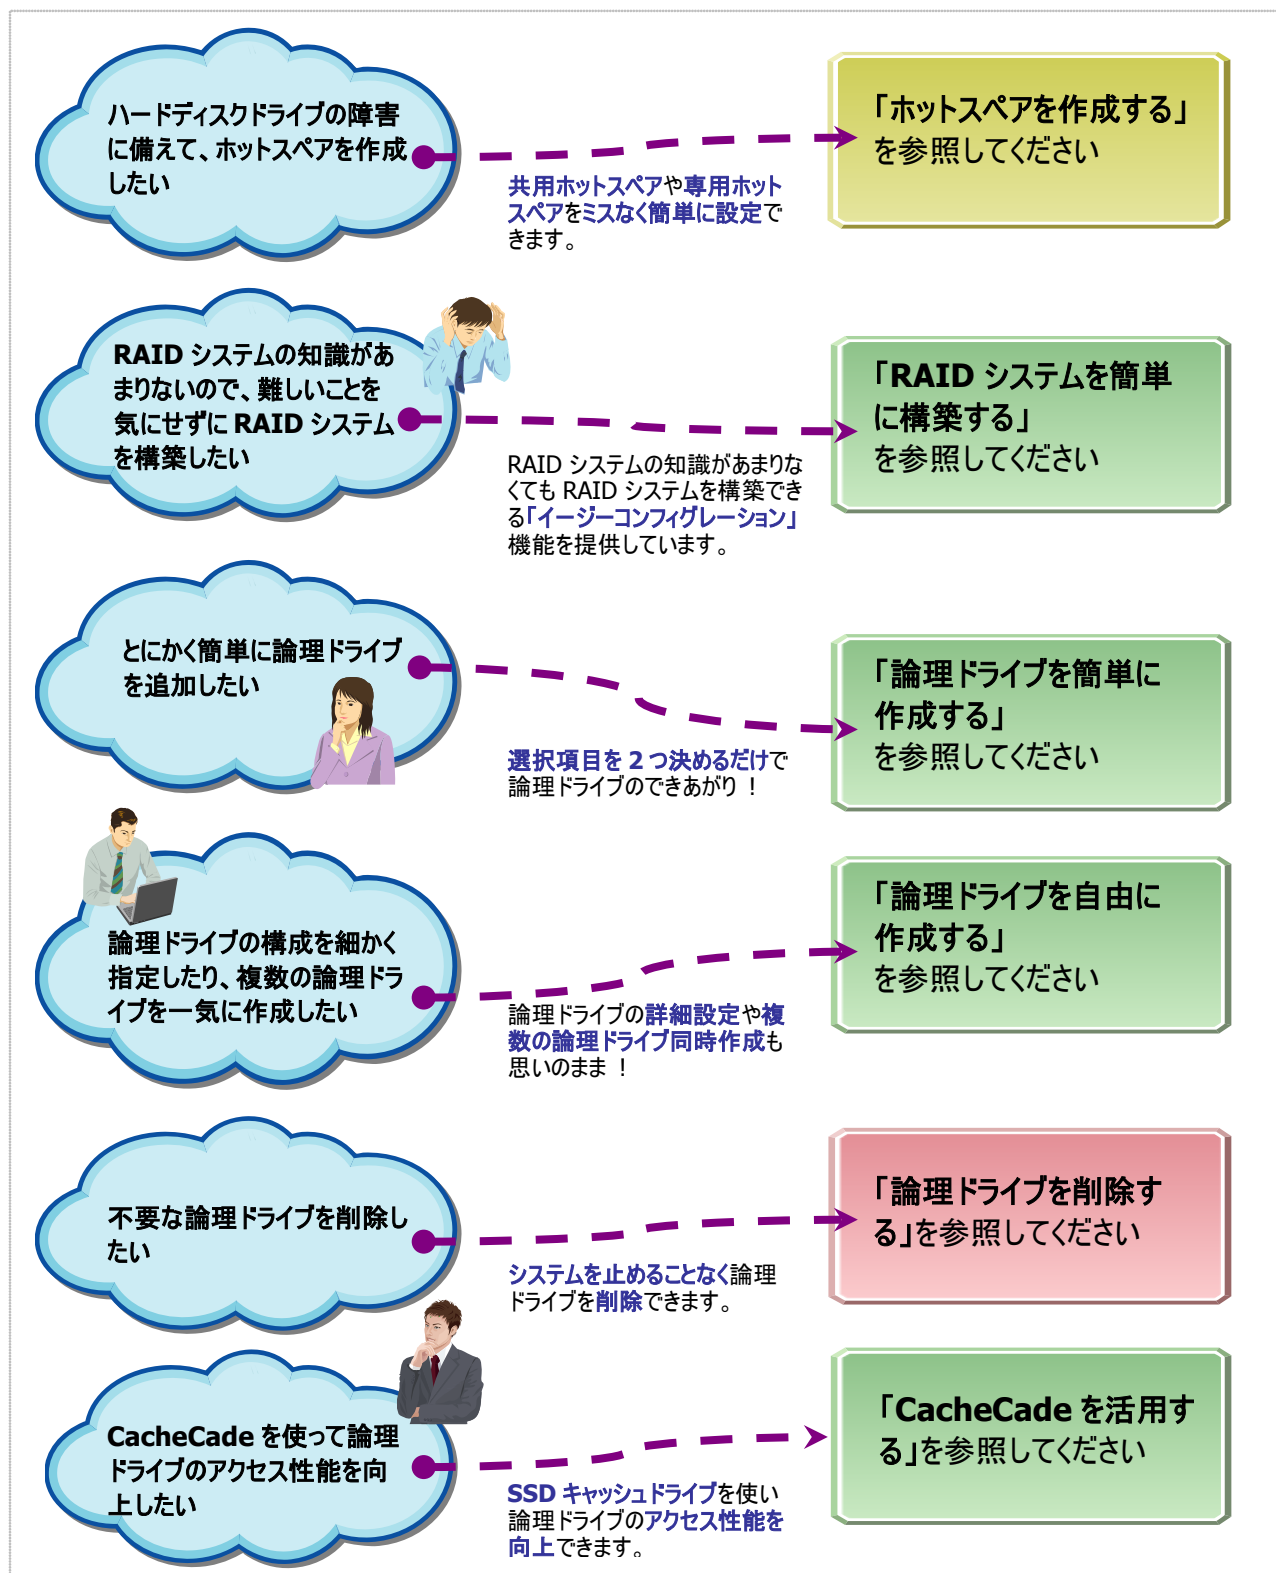 ハードディスクドライブの障害
に備えて、ホットスペアを作成
したい
共用ホットスペアや専用ホット
スペアをミスなく簡単に設定で
きます。
「ホットスペアを作成する」
を参照してください
RAID システムの知識があ
まりないので、難しいことを
気にせずに RAID システム
を構築したい
RAID システムの知識があまりな
くても RAID システムを構築でき
る「イージーコンフィグレーション」
機能を提供しています。
「RAID システムを簡単
に構築する」
を参照してください
とにかく簡単に論理ドライブ
を追加したい
選択項目を 2 つ決めるだけで
論理ドライブのできあがり！
「論理ドライブを簡単に
作成する」
を参照してください
論理ドライブの構成を細かく
指定したり、複数の論理ドラ
イブを一気に作成したい
論理ドライブの詳細設定や複
数の論理ドライブ同時作成も
思いのまま！
「論理ドライブを自由に
作成する」
を参照してください
不要な論理ドライブを削除し
たい
システムを止めることなく論理
ドライブを削除できます。
「論理ドライブを削除す
る」を参照してください
CacheCade を使って論理
ドライブのアクセス性能を向
上したい
SSD キャッシュドライブを使い
論理ドライブのアクセス性能を
向上できます。
「CacheCade を活用す
る」を参照してください